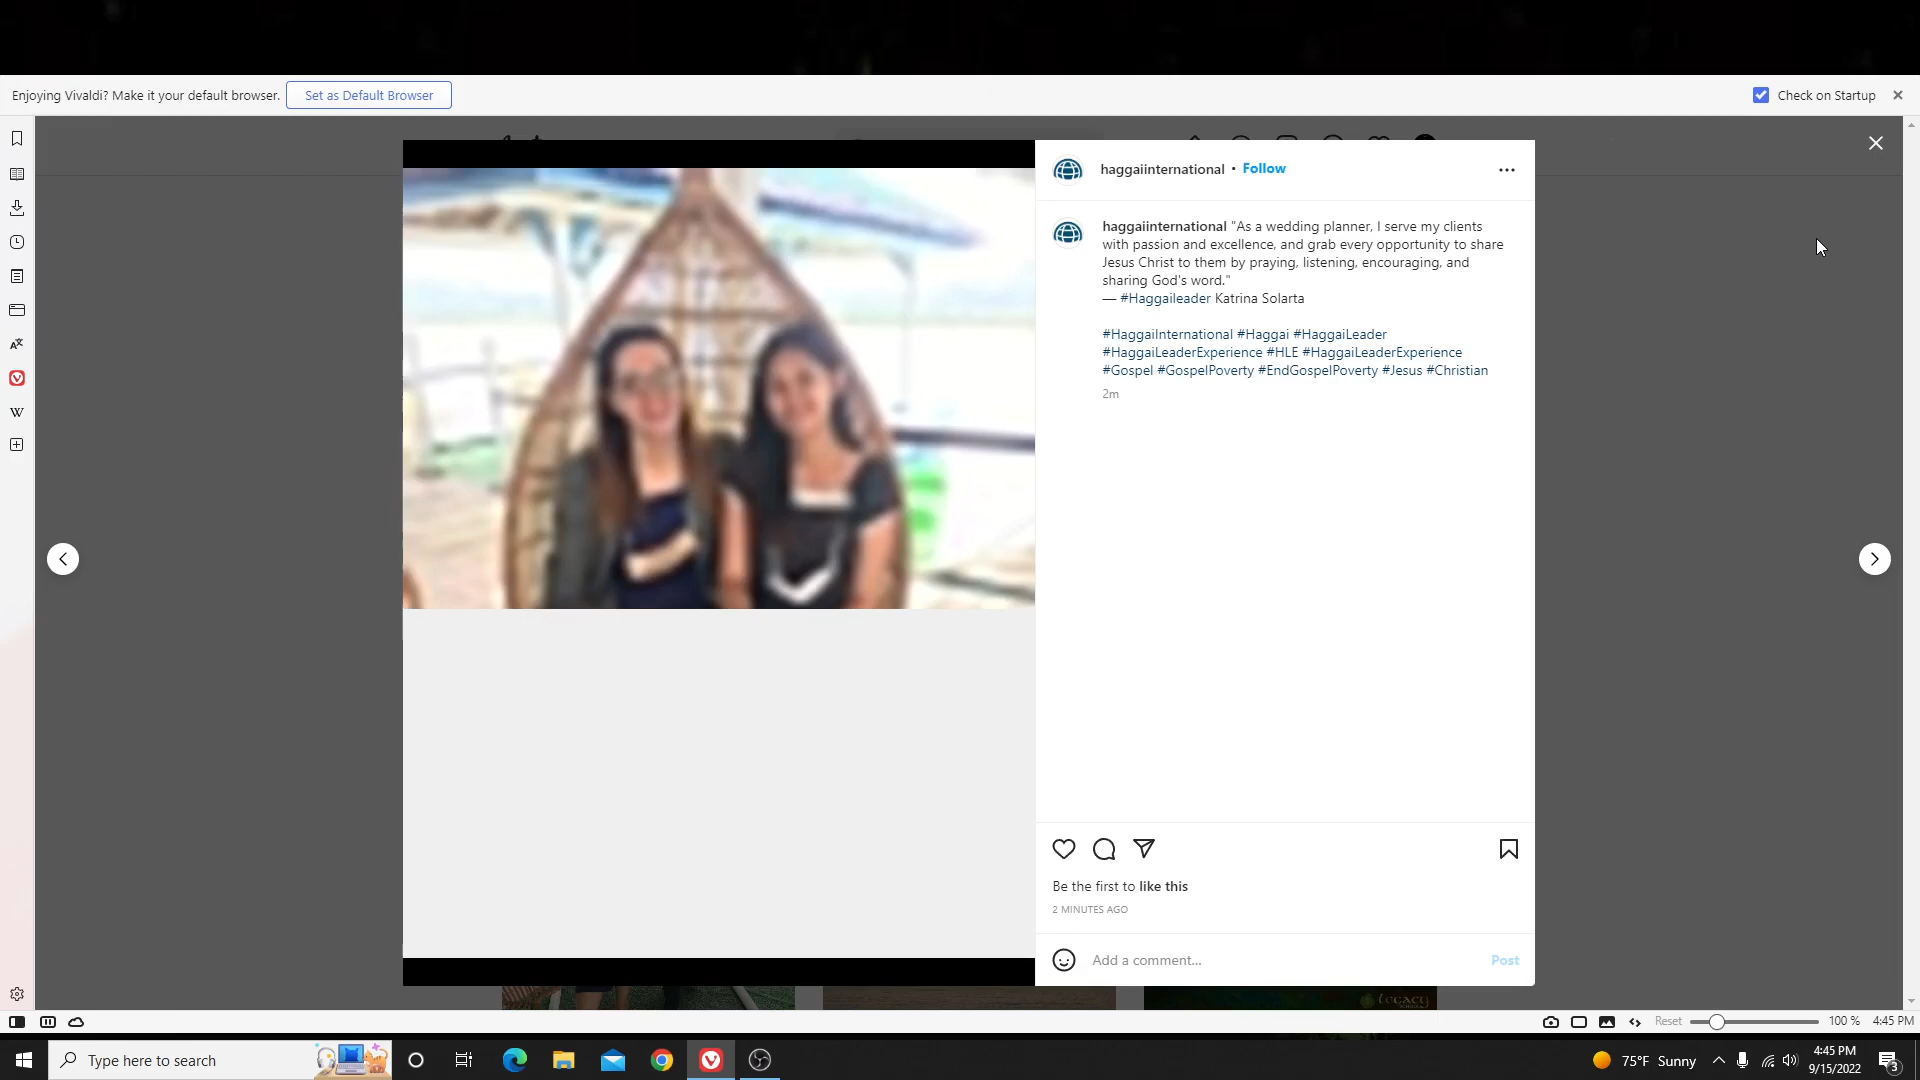 Enjoying Vivaldi? Make it your default browser.
Set as Default Browser
Check on Startup
haggaiinternational • Follow
haggaiinternational "As a wedding planner, I serve my clients
with passion and excellence, and grab every opportunity to share
Jesus Christ to them by praying, listening, encouraging, and
sharing God's word."
— #Haggaileader Katrina Solarta
#HaggaiInternational #Haggai #HaggaiLeader
#HaggaiLeaderExperience #HLE #HaggaiLeaderExperience
#Gospel #GospelPoverty #EndGospelPoverty #Jesus #Christian
2m
Be the first to like this
2 MINUTES AGO
Add a comment...
Post
Legacy
Reset
100 %
4:45 PM
Type here to search
75°F Sunny
4:45 PM
9/15/2022
3